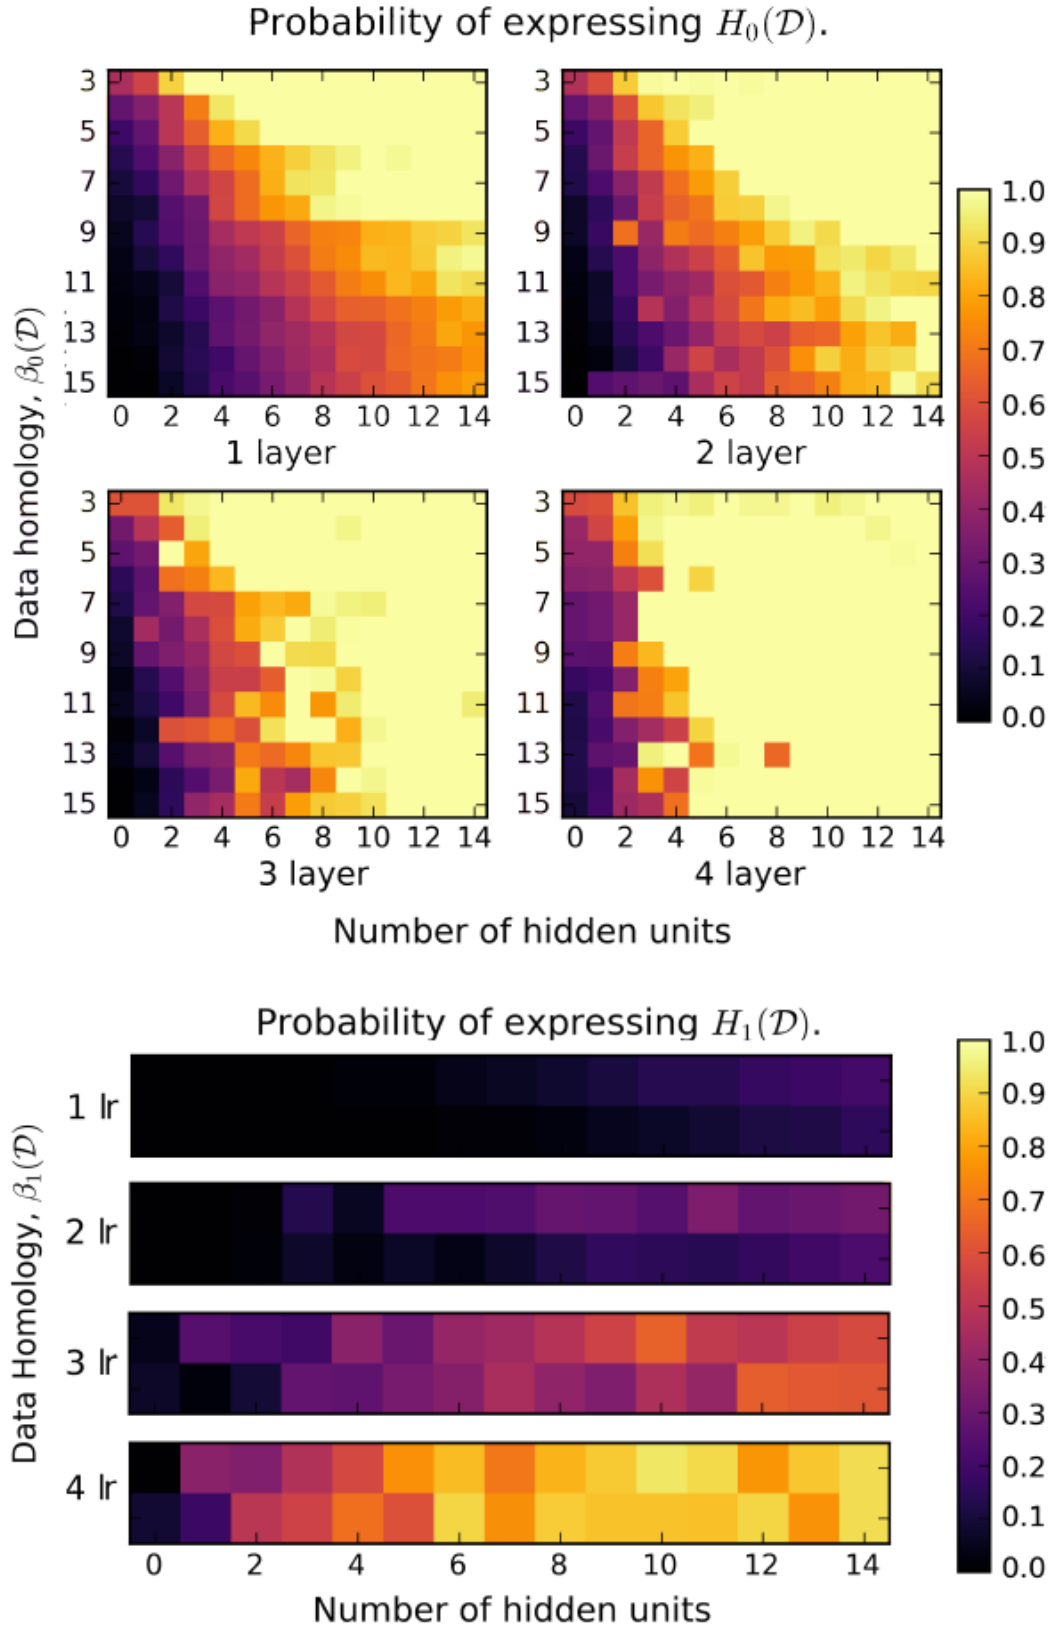 Probability of expressing H₀(𝒟).
3
5
7
9
11
13
15
0 2 4 6 8 10 12 14
1 layer
3
5
7
9
11
13
15
0 2 4 6 8 10 12 14
2 layer
3
5
7
9
11
13
15
0 2 4 6 8 10 12 14
3 layer
3
5
7
9
11
13
15
0 2 4 6 8 10 12 14
4 layer
1.0
0.9
0.8
0.7
0.6
0.5
0.4
0.3
0.2
0.1
0.0
Data homology, β₀(𝒟)
Number of hidden units
Probability of expressing H₁(𝒟).
1 lr
2 lr
3 lr
4 lr
0 2 4 6 8 10 12 14
Data Homology, β₁(𝒟)
Number of hidden units
1.0
0.9
0.8
0.7
0.6
0.5
0.4
0.3
0.2
0.1
0.0